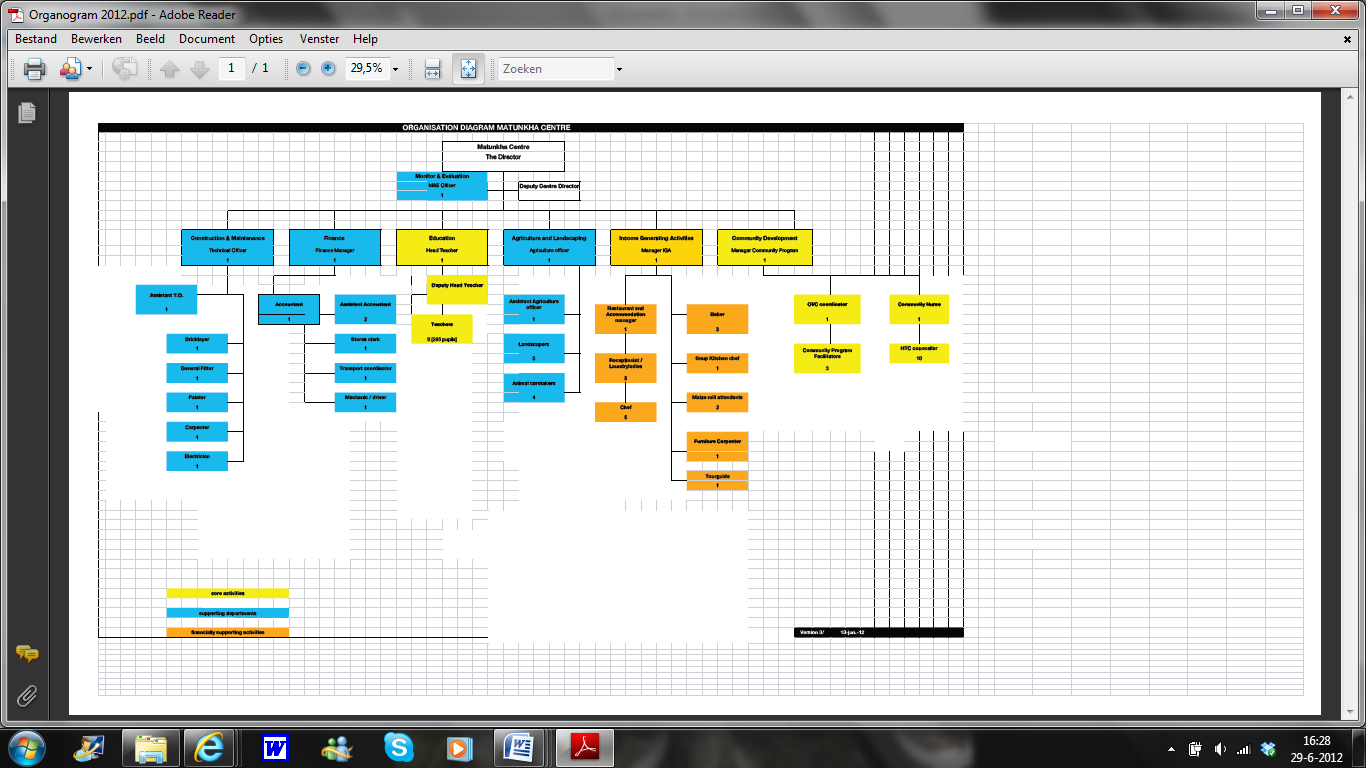 Organogram 2012.pdf - Adobe Reader
Bestand Bewerken Beeld Document Opties Venster Help
1 / 1 29,5% Zoeken
ORGANISATION DIAGRAM MATUNKHA CENTRE
Matunkha Centre
The Director
Monitor & Evaluation
M&E Officer
1
Deputy Centre Director
Construction & Maintenance
Technical Officer
1
Finance
Finance Manager
1
Education
Head Teacher
1
Agriculture and Landscaping
Agriculture officer
1
Income Generating Activities
Manager IGA
1
Community Development
Manager Community Program
1
Assistant T.O.
1
Bricklayer
1
General Fitter
1
Painter
1
Carpenter
1
Electrician
1
Accountant
1
Assistant Accountant
2
Stores clerk
1
Transport coordinator
1
Mechanic / driver
1
Deputy Head Teacher
Teachers
8 [295 pupils]
Assistant Agriculture
officer
1
Landscapers
3
Animal caretakers
4
Restaurant and
Accommodation
manager
1
Receptionist /
Laundryladies
5
Chef
5
Baker
3
Soup Kitchen chef
1
Maize mill attendants
2
Furniture Carpenter
1
Tourguide
1
OVC coordinator
1
Community Program
Facilitators
3
Community Nurse
1
HTC counsellor
10
core activities
supporting departments
financially supporting activities
Version 3/ 13-jun.-12
16:28
29-6-2012